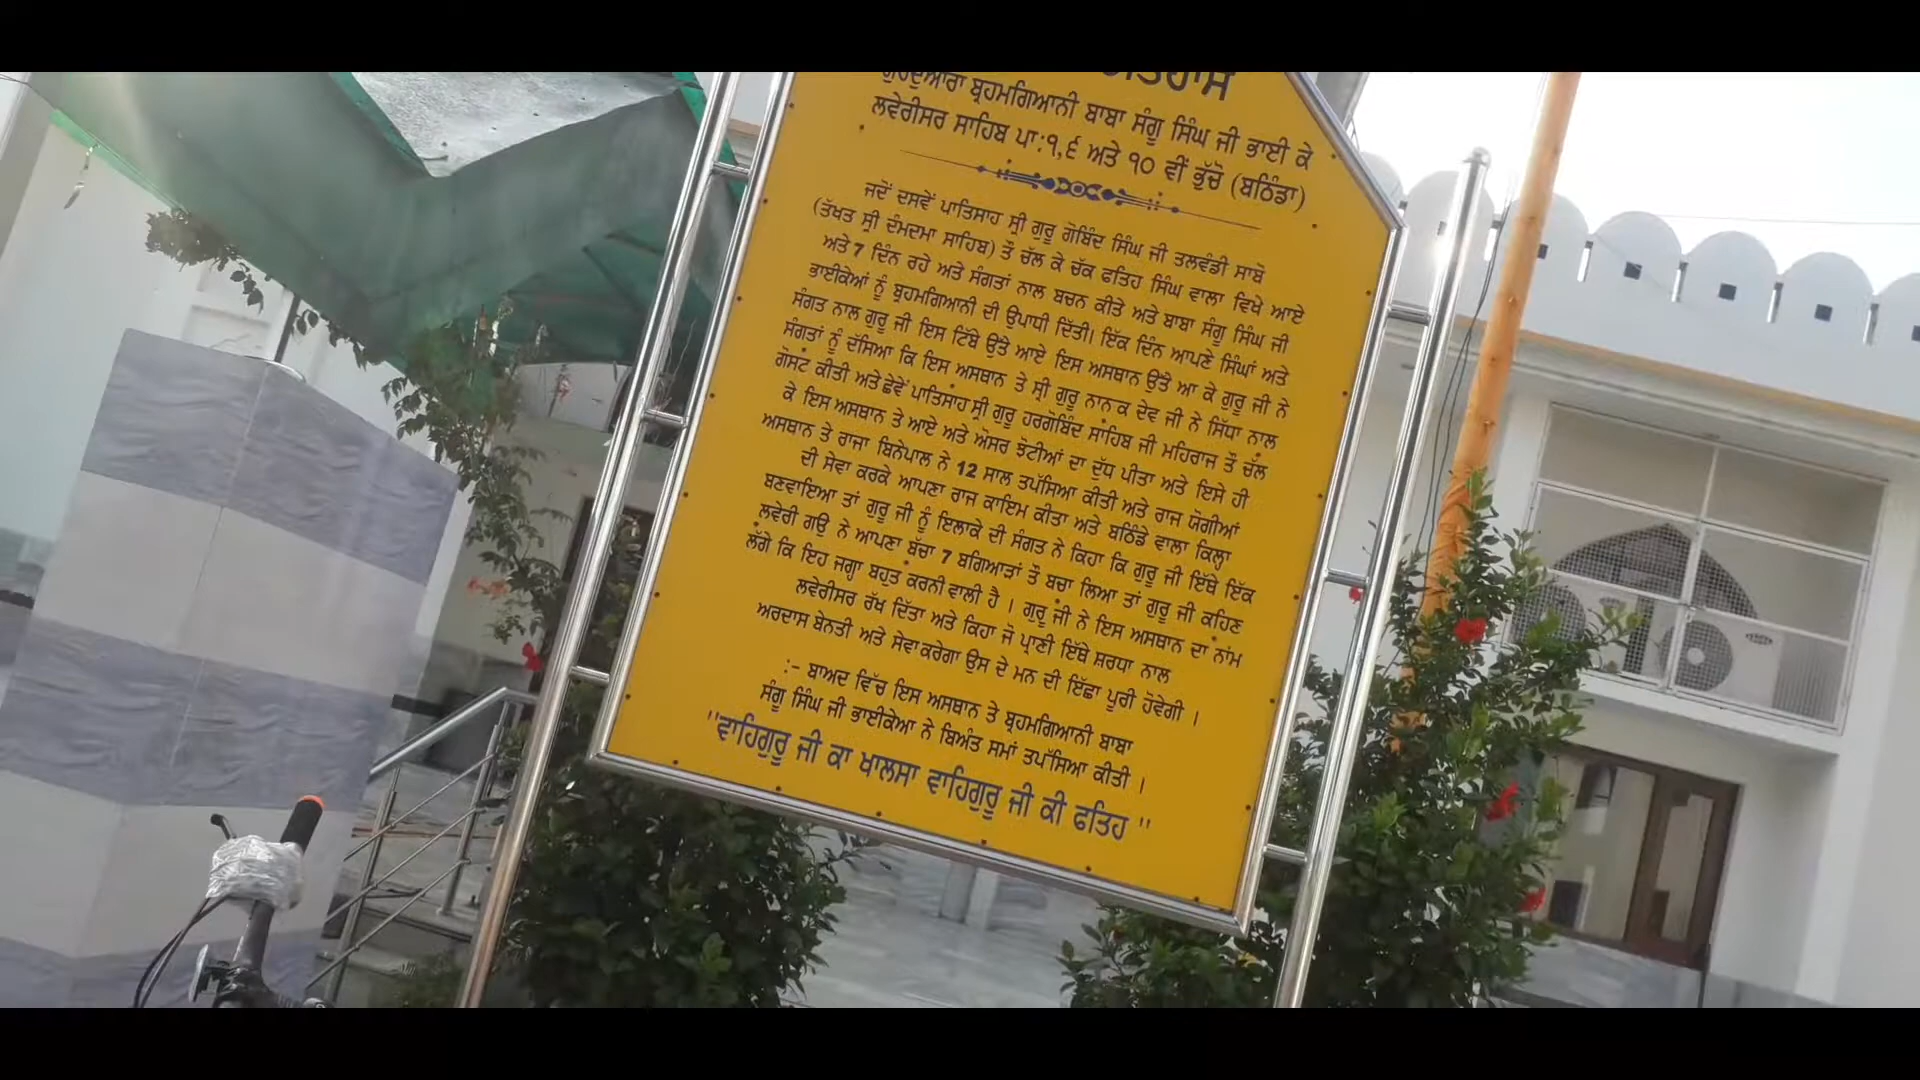 ਇਤਿਹਾਸ
ਗੁਰਦੁਆਰਾ ਬ੍ਰਹਮਗਿਆਨੀ ਬਾਬਾ ਸੰਗੂ ਸਿੰਘ ਜੀ ਭਾਈ ਕੇ
ਲਵੇਰੀਸਰ ਸਾਹਿਬ ਪਾ:੧,੬ ਅਤੇ ੧੦ ਵੀਂ ਭੁੱਚੋ (ਬਠਿੰਡਾ)
ਜਦੋਂ ਦਸਵੇਂ ਪਾਤਿਸਾਹ ਸ੍ਰੀ ਗੁਰੂ ਗੋਬਿੰਦ ਸਿੰਘ ਜੀ ਤਲਵੰਡੀ ਸਾਬੋ
(ਤੱਖਤ ਸ੍ਰੀ ਦੰਮਦਮਾ ਸਾਹਿਬ) ਤੋਂ ਚੱਲ ਕੇ ਚੱਕ ਫਤਿਹ ਸਿੰਘ ਵਾਲਾ ਵਿਖੇ ਆਏ
ਅਤੇ 7 ਦਿੰਨ ਰਹੇ ਅਤੇ ਸੰਗਤਾਂ ਨਾਲ ਬਚਨ ਕੀਤੇ ਅਤੇ ਬਾਬਾ ਸੰਗੂ ਸਿੰਘ ਜੀ
ਭਾਈਕੇਆਂ ਨੂੰ ਬ੍ਰਹਮਗਿਆਨੀ ਦੀ ਉਪਾਧੀ ਦਿੱਤੀ। ਇੱਕ ਦਿੰਨ ਆਪਣੇ ਸਿੰਘਾਂ ਅਤੇ
ਸੰਗਤ ਨਾਲ ਗੁਰੂ ਜੀ ਇਸ ਟਿੱਬੇ ਉੱਤੇ ਆਏ ਇਸ ਅਸਥਾਨ ਉੱਤੇ ਆ ਕੇ ਗੁਰੂ ਜੀ ਨੇ
ਸੰਗਤਾਂ ਨੂੰ ਦੱਸਿਆ ਕਿ ਇਸ ਅਸਥਾਨ ਤੇ ਸ੍ਰੀ ਗੁਰੂ ਨਾਨਕ ਦੇਵ ਜੀ ਨੇ ਸਿੱਧਾ ਨਾਲ
ਗੋਸਟ ਕੀਤੀ ਅਤੇ ਛੇਵੇਂ ਪਾਤਿਸਾਹ ਸ੍ਰੀ ਗੁਰੂ ਹਰਗੋਬਿੰਦ ਸਾਹਿਬ ਜੀ ਮਹਿਰਾਜ ਤੋਂ ਚੱਲ
ਕੇ ਇਸ ਅਸਥਾਨ ਤੇ ਆਏ ਅਤੇ ਔਸਰ ਝੋਟੀਆਂ ਦਾ ਦੁੱਧ ਪੀਤਾ ਅਤੇ ਇਸੇ ਹੀ
ਅਸਥਾਨ ਤੇ ਰਾਜਾ ਬਿਨੇਪਾਲ ਨੇ 12 ਸਾਲ ਤਪੱਸਿਆ ਕੀਤੀ ਅਤੇ ਰਾਜ ਯੋਗੀਆਂ
ਦੀ ਸੇਵਾ ਕਰਕੇ ਆਪਣਾ ਰਾਜ ਕਾਇਮ ਕੀਤਾ ਅਤੇ ਬਠਿੰਡੇ ਵਾਲਾ ਕਿਲ੍ਹਾ
ਬਣਵਾਇਆ ਤਾਂ ਗੁਰੂ ਜੀ ਨੂੰ ਇਲਾਕੇ ਦੀ ਸੰਗਤ ਨੇ ਕਿਹਾ ਕਿ ਗੁਰੂ ਜੀ ਇੱਥੇ ਇੱਕ
ਲਵੇਰੀ ਗਊ ਨੇ ਆਪਣਾ ਬੱਚਾ 7 ਬਗਿਆੜਾਂ ਤੋਂ ਬਚਾ ਲਿਆ ਤਾਂ ਗੁਰੂ ਜੀ ਕਹਿਣ
ਲੱਗੇ ਕਿ ਇਹ ਜਗ੍ਹਾ ਬਹੁਤ ਕਰਨੀ ਵਾਲੀ ਹੈ । ਗੁਰੂ ਜੀ ਨੇ ਇਸ ਅਸਥਾਨ ਦਾ ਨਾਂਮ
ਲਵੇਰੀਸਰ ਰੱਖ ਦਿੱਤਾ ਅਤੇ ਕਿਹਾ ਜੋ ਪ੍ਰਾਣੀ ਇੱਥੇ ਸ਼ਰਧਾ ਨਾਲ
ਅਰਦਾਸ ਬੇਨਤੀ ਅਤੇ ਸੇਵਾ ਕਰੇਗਾ ਉਸ ਦੇ ਮਨ ਦੀ ਇੱਛਾ ਪੂਰੀ ਹੋਵੇਗੀ ।
:- ਬਾਅਦ ਵਿੱਚ ਇਸ ਅਸਥਾਨ ਤੇ ਬ੍ਰਹਮਗਿਆਨੀ ਬਾਬਾ
ਸੰਗੂ ਸਿੰਘ ਜੀ ਭਾਈਕੇਆ ਨੇ ਬਿਅੰਤ ਸਮਾਂ ਤਪੱਸਿਆ ਕੀਤੀ ।
"ਵਾਹਿਗੁਰੂ ਜੀ ਕਾ ਖਾਲਸਾ ਵਾਹਿਗੁਰੂ ਜੀ ਕੀ ਫਤਿਹ "